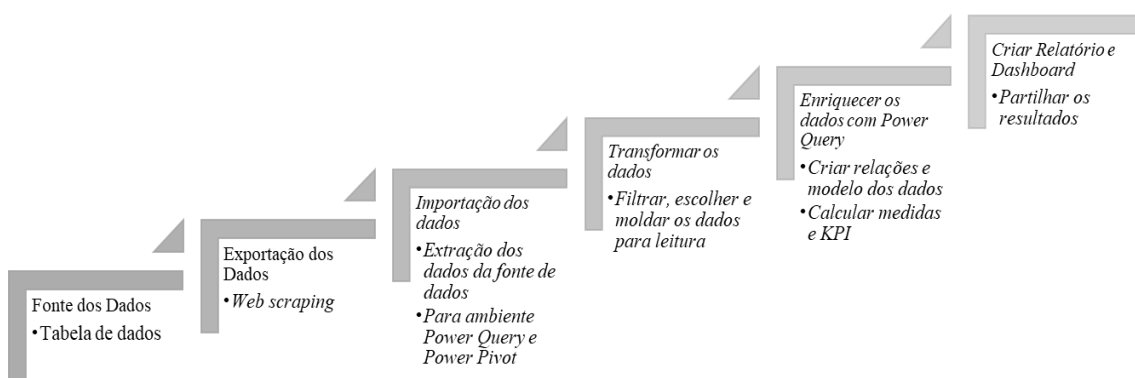 Fonte dos Dados
•Tabela de dados
Exportação dos
Dados
•Web scraping
Importação dos
dados
•Extração dos
dados da fonte de
dados
•Para ambiente
Power Query e
Power Pivot
Transformar os
dados
•Filtrar, escolher e
moldar os dados
para leitura
Enriquecer os
dados com Power
Query
•Criar relações e
modelo dos dados
•Calcular medidas
e KPI
Criar Relatório e
Dashboard
•Partilhar os
resultados